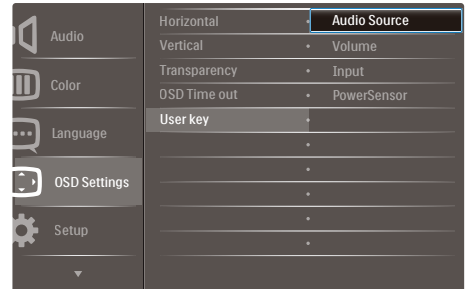 Audio
Color
Language
OSD Settings
Setup
Horizontal
Vertical
Transparency
OSD Time out
User key
Audio Source
Volume
Input
PowerSensor